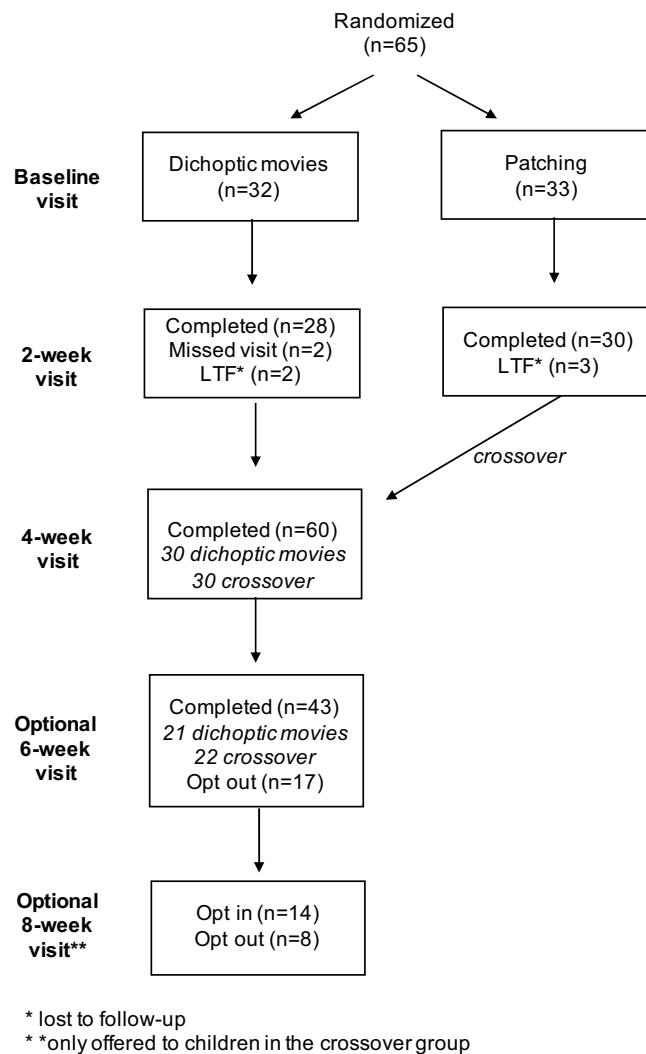 Randomized
(n=65)
Baseline
visit
Dichoptic movies
(n=32)
Patching
(n=33)
2-week
visit
Completed (n=28)
Missed visit (n=2)
LTF* (n=2)
Completed (n=30)
LTF* (n=3)
crossover
4-week
visit
Completed (n=60)
30 dichoptic movies
30 crossover
Optional
6-week
visit
Completed (n=43)
21 dichoptic movies
22 crossover
Opt out (n=17)
Optional
8-week
visit**
Opt in (n=14)
Opt out (n=8)
* lost to follow-up
* *only offered to children in the crossover group